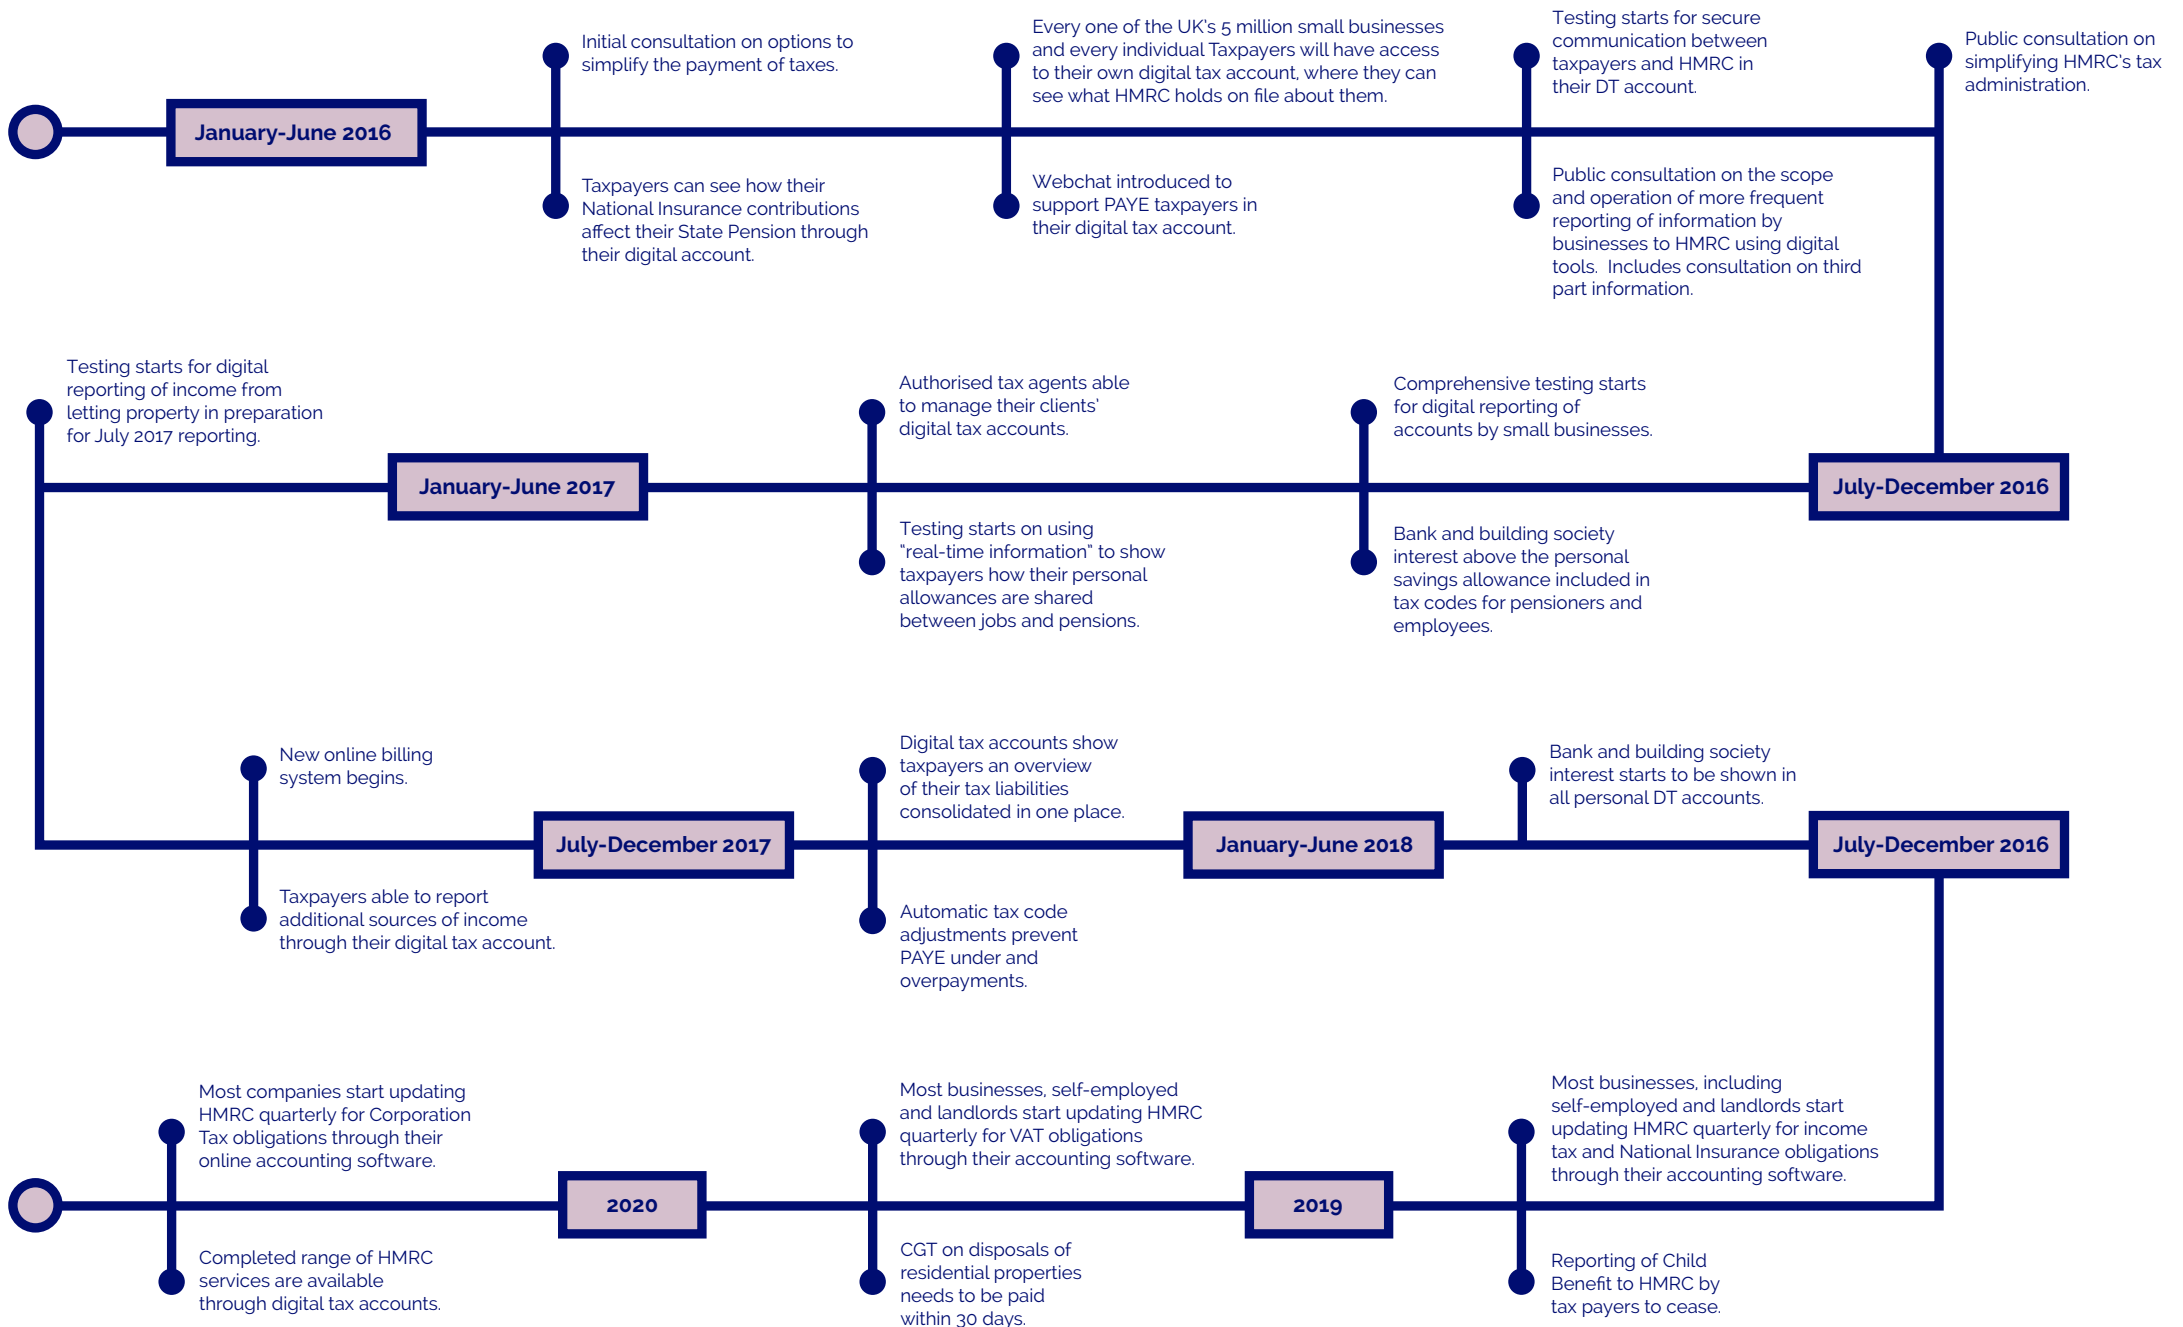 January-June 2016
Initial consultation on options to
simplify the payment of taxes.
Taxpayers can see how their
National Insurance contributions
affect their State Pension through
their digital account.
Every one of the UK's 5 million small businesses
and every individual Taxpayers will have access
to their own digital tax account, where they can
see what HMRC holds on file about them.
Webchat introduced to
support PAYE taxpayers in
their digital tax account.
Testing starts for secure
communication between
taxpayers and HMRC in
their DT account.
Public consultation on the scope
and operation of more frequent
reporting of information by
businesses to HMRC using digital
tools. Includes consultation on third
part information.
Public consultation on
simplifying HMRC's tax
administration.
July-December 2016
Comprehensive testing starts
for digital reporting of
accounts by small businesses.
Bank and building society
interest above the personal
savings allowance included in
tax codes for pensioners and
employees.
Authorised tax agents able
to manage their clients'
digital tax accounts.
Testing starts on using
"real-time information" to show
taxpayers how their personal
allowances are shared
between jobs and pensions.
January-June 2017
Testing starts for digital
reporting of income from
letting property in preparation
for July 2017 reporting.
New online billing
system begins.
Taxpayers able to report
additional sources of income
through their digital tax account.
July-December 2017
Digital tax accounts show
taxpayers an overview
of their tax liabilities
consolidated in one place.
Automatic tax code
adjustments prevent
PAYE under and
overpayments.
January-June 2018
Bank and building society
interest starts to be shown in
all personal DT accounts.
July-December 2016
Most businesses, including
self-employed and landlords start
updating HMRC quarterly for income
tax and National Insurance obligations
through their accounting software.
Reporting of Child
Benefit to HMRC by
tax payers to cease.
2019
Most businesses, self-employed
and landlords start updating HMRC
quarterly for VAT obligations
through their accounting software.
CGT on disposals of
residential properties
needs to be paid
within 30 days.
2020
Most companies start updating
HMRC quarterly for Corporation
Tax obligations through their
online accounting software.
Completed range of HMRC
services are available
through digital tax accounts.